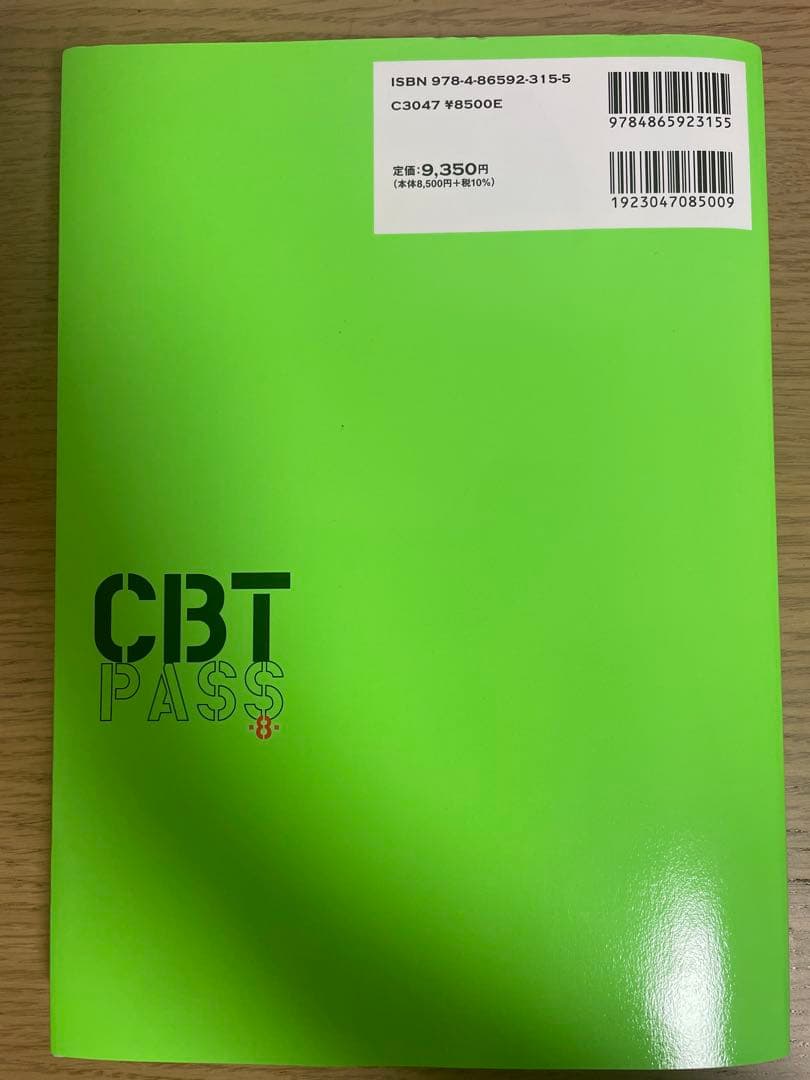 ISBN 978-4-86592-315-5
C3047 ¥8500E
9784865923155
定価：9,350円
（本体8,500円＋税10%）
1923047085009
CBT
PASS
·8·